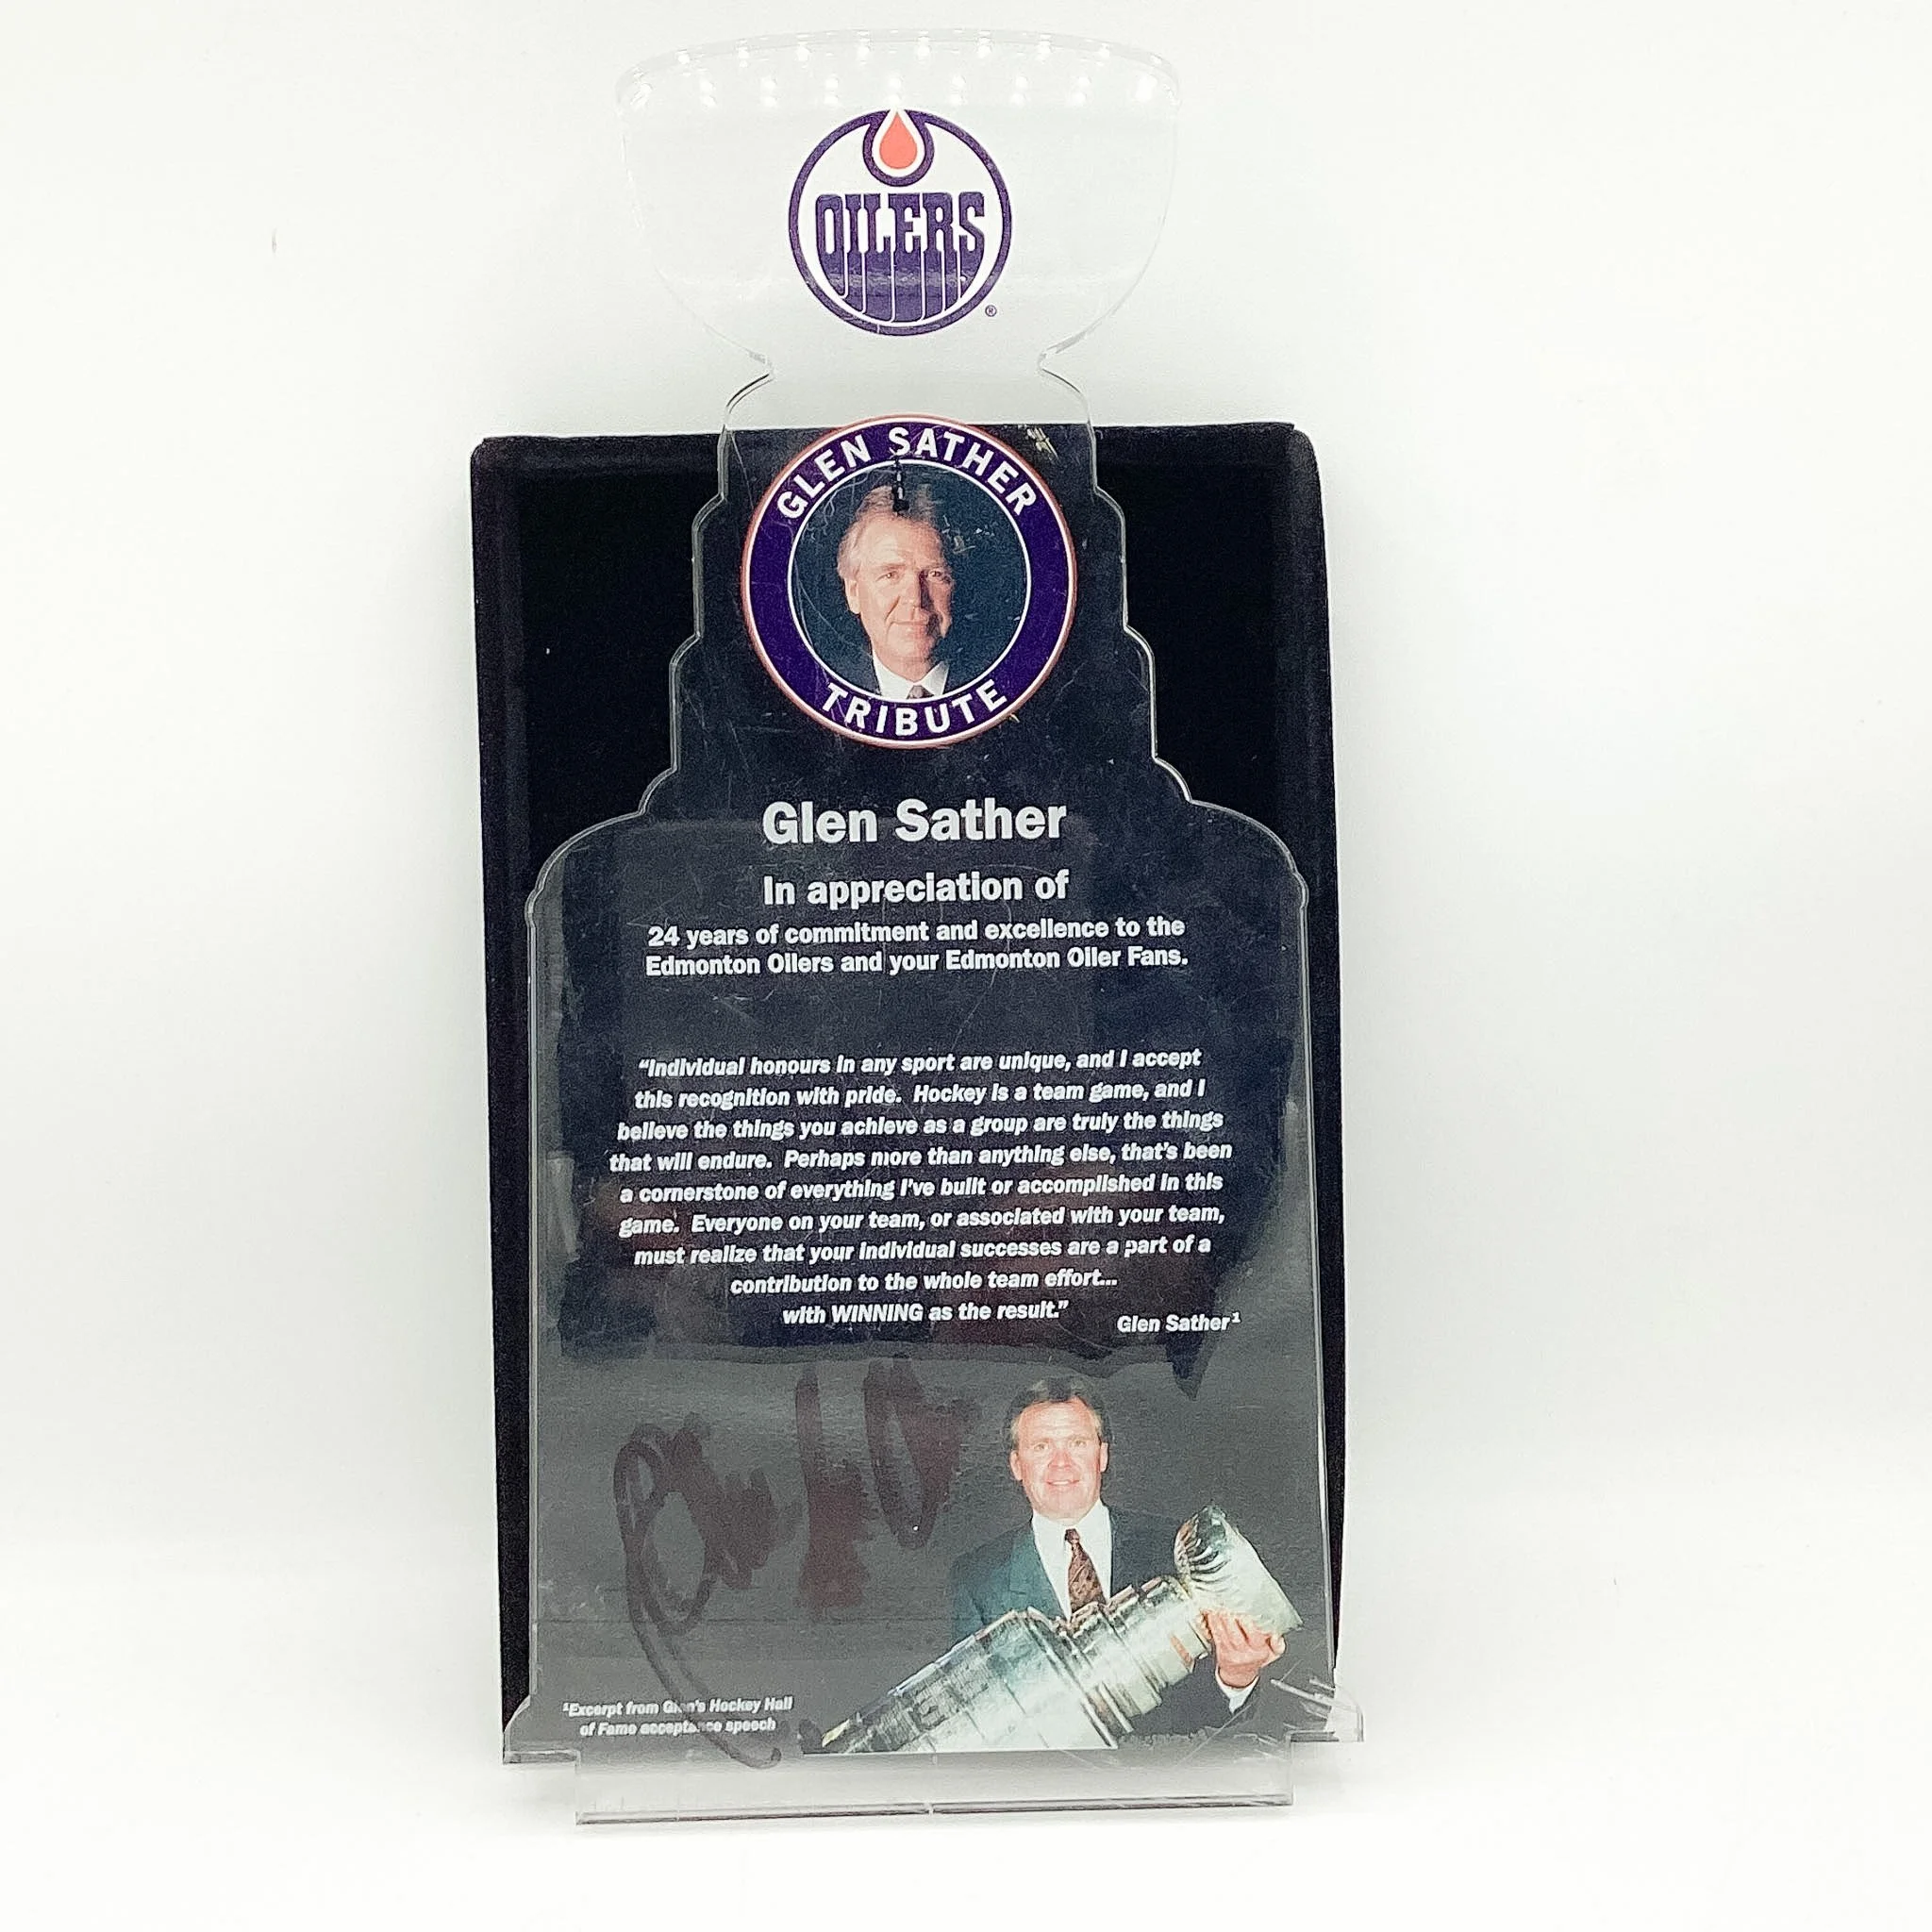 OILERS
®
GLEN SATHER
TRIBUTE
Glen Sather
In appreciation of
24 years of commitment and excellence to the
Edmonton Oilers and your Edmonton Oiler Fans.
“Individual honours in any sport are unique, and I accept
this recognition with pride. Hockey is a team game, and I
believe the things you achieve as a group are truly the things
that will endure. Perhaps more than anything else, that's been
a cornerstone of everything I've built or accomplished in this
game. Everyone on your team, or associated with your team,
must realize that your individual successes are a part of a
contribution to the whole team effort...
with WINNING as the result.”
Glen Sather¹
¹Excerpt from Glen's Hockey Hall
of Fame acceptance speech